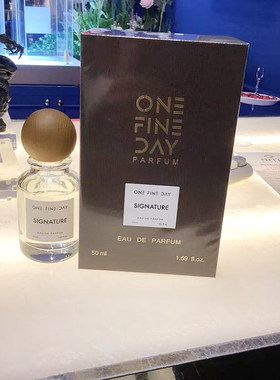 ONE
FINE
DAY
PARFUM
ONE FINE DAY
SIGNATURE
EAU DE PARFUM
50 ml
1.69 fl.oz.
ONE FINE DAY
SIGNATURE
EAU DE PARFUM